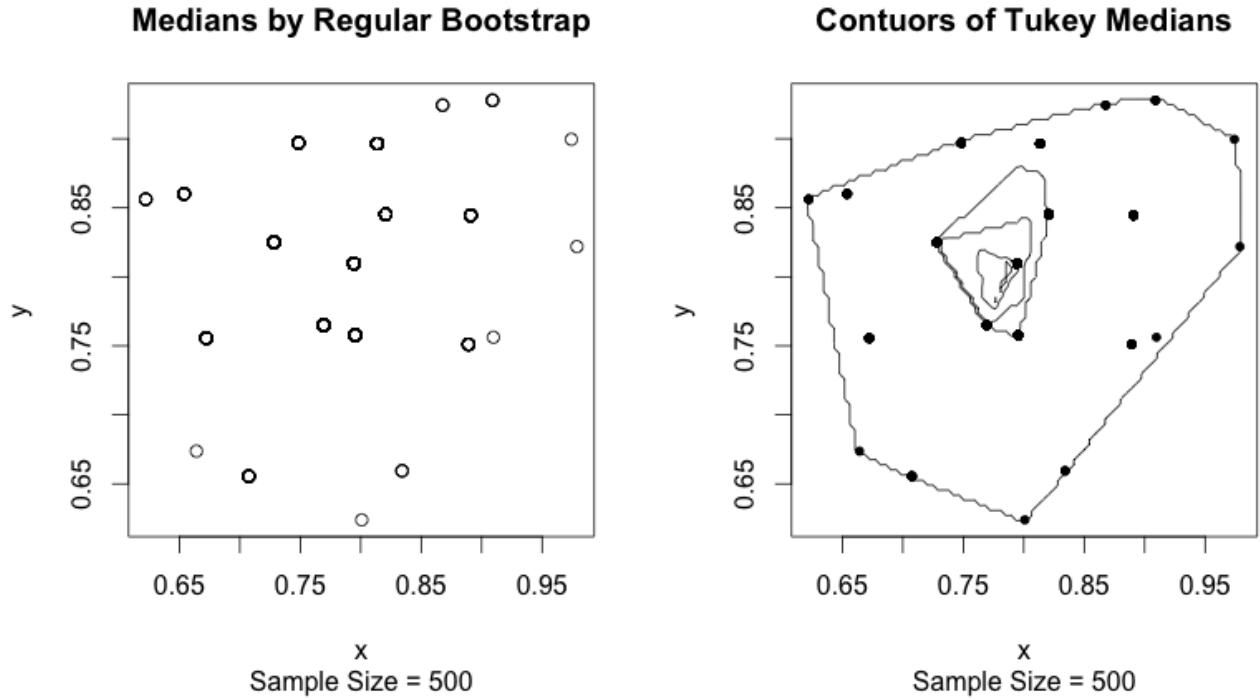 Medians by Regular Bootstrap
y
0.85
0.75
0.65
0.65 0.75 0.85 0.95
x
Sample Size = 500
Contuors of Tukey Medians
y
0.85
0.75
0.65
0.65 0.75 0.85 0.95
x
Sample Size = 500